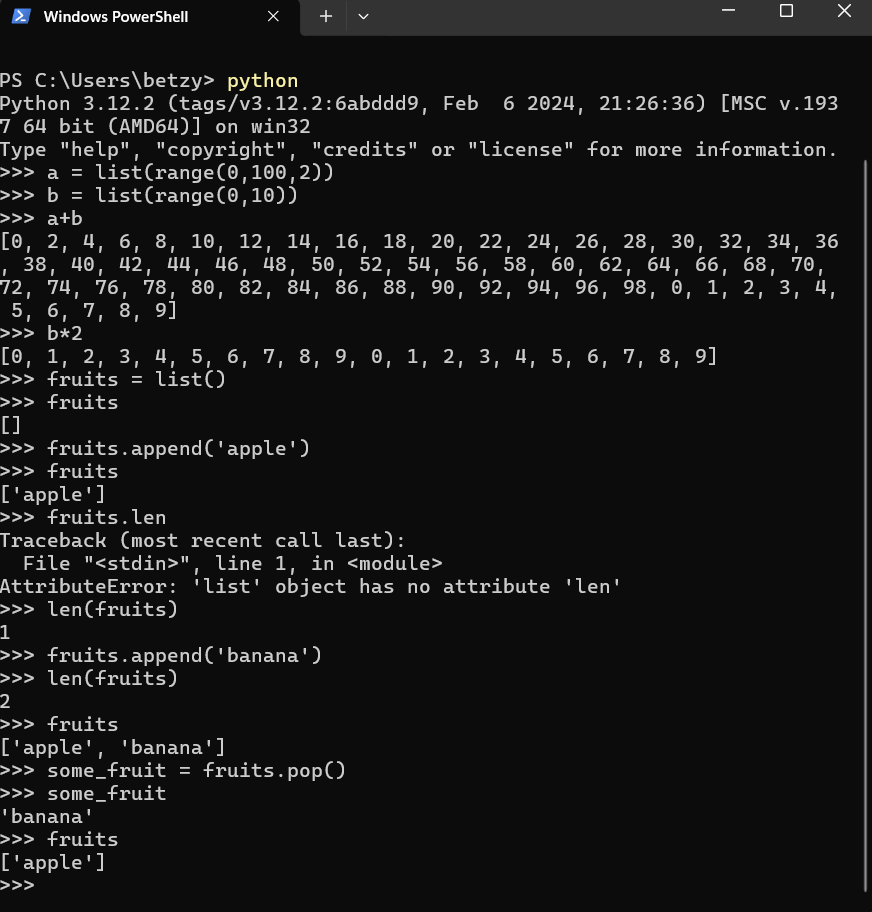 Windows PowerShell
PS C:\Users\betzy> python
Python 3.12.2 (tags/v3.12.2:6abddd9, Feb  6 2024, 21:26:36) [MSC v.193
7 64 bit (AMD64)] on win32
Type "help", "copyright", "credits" or "license" for more information.
>>> a = list(range(0,100,2))
>>> b = list(range(0,10))
>>> a+b
[0, 2, 4, 6, 8, 10, 12, 14, 16, 18, 20, 22, 24, 26, 28, 30, 32, 34, 36
, 38, 40, 42, 44, 46, 48, 50, 52, 54, 56, 58, 60, 62, 64, 66, 68, 70,
72, 74, 76, 78, 80, 82, 84, 86, 88, 90, 92, 94, 96, 98, 0, 1, 2, 3, 4,
 5, 6, 7, 8, 9]
>>> b*2
[0, 1, 2, 3, 4, 5, 6, 7, 8, 9, 0, 1, 2, 3, 4, 5, 6, 7, 8, 9]
>>> fruits = list()
>>> fruits
[]
>>> fruits.append('apple')
>>> fruits
['apple']
>>> fruits.len
Traceback (most recent call last):
  File "<stdin>", line 1, in <module>
AttributeError: 'list' object has no attribute 'len'
>>> len(fruits)
1
>>> fruits.append('banana')
>>> len(fruits)
2
>>> fruits
['apple', 'banana']
>>> some_fruit = fruits.pop()
>>> some_fruit
'banana'
>>> fruits
['apple']
>>>